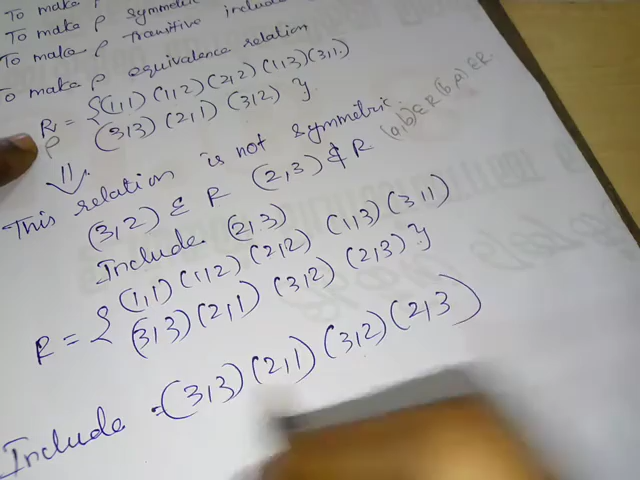 To make ρ
To make ρ symmetric
To make ρ transitive include
To make ρ equivalence relation
R = {(1,1) (1,2) (2,2) (1,3) (3,1)
ρ
(3,3) (2,1) (3,2) }
This relation is not symmetric
(3,2) ∈ R (2,3) ∉ R (a,b) ∈ R (b,a) ∈ R
Include (2,3)
R = { (1,1) (1,2) (2,2) (1,3) (3,1)
(3,3) (2,1) (3,2) (2,3) }
Include = (3,3) (2,1) (3,2) (2,3)